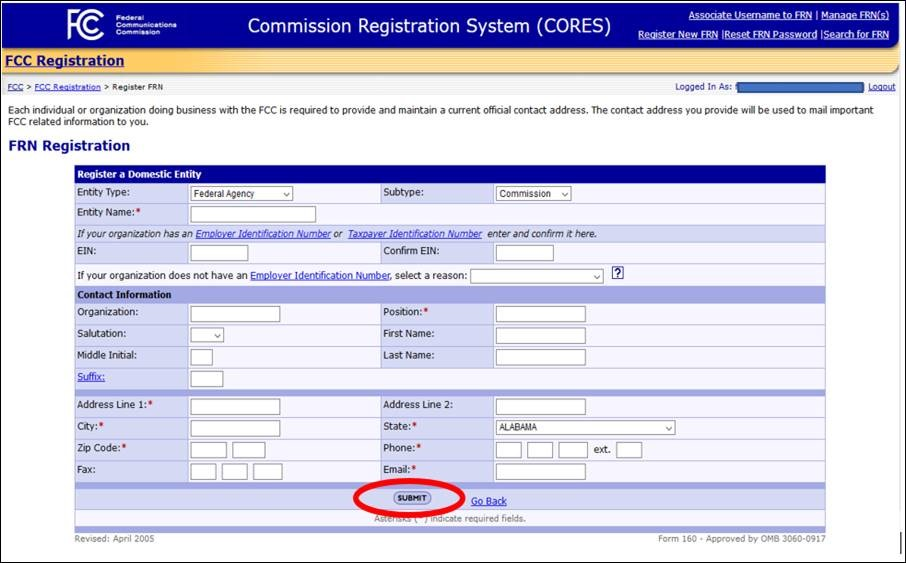 FCC Federal Communications Commission
Commission Registration System (CORES)
Associate Username to FRN | Manage FRN(s)
Register New FRN |Reset FRN Password |Search for FRN
FCC Registration
FCC > FCC Registration > Register FRN
Logged In As:
Logout
Each individual or organization doing business with the FCC is required to provide and maintain a current official contact address. The contact address you provide will be used to mail important
FCC related information to you.
FRN Registration
Register a Domestic Entity
Entity Type: Federal Agency Subtype: Commission
Entity Name:*
If your organization has an Employer Identification Number or Taxpayer Identification Number enter and confirm it here.
EIN: Confirm EIN:
If your organization does not have an Employer Identification Number, select a reason: ?
Contact Information
Organization: Position:*
Salutation: First Name:
Middle Initial: Last Name:
Suffix:
Address Line 1:* Address Line 2:
City:* State:* ALABAMA
Zip Code:* Phone:* ext.
Fax: Email:*
SUBMIT Go Back
Asterisks (*) indicate required fields.
Revised: April 2005 Form 160 - Approved by OMB 3060-0917